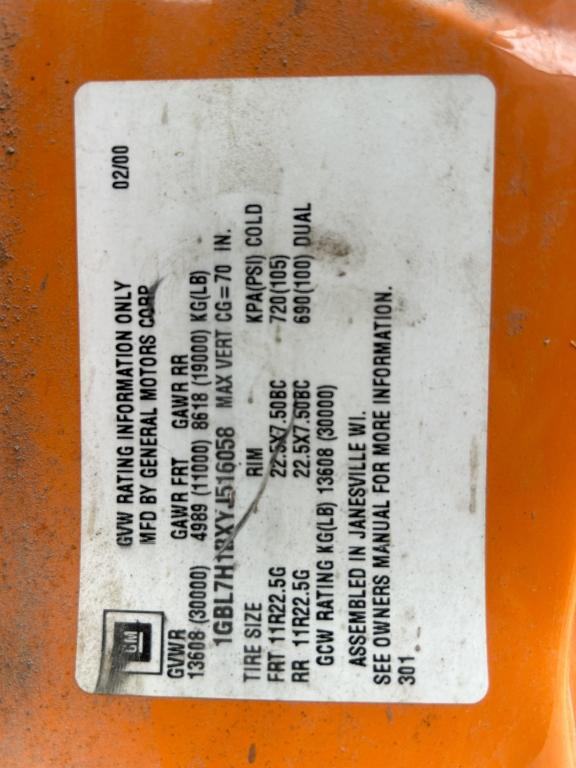 GM
GVW RATING INFORMATION ONLY
MFD BY GENERAL MOTORS CORP
02/00
GVWR GAWR FRT GAWR RR
13608 (30000) 4989 (11000) 8618 (19000) KG(LB)
MAX VERT CG=70 IN.
TIRE SIZE RIM KPA(PSI) COLD
FRT 11R22.5G 22.5X7.50BC 720(105)
RR 11R22.5G 22.5X7.50BC 690(100) DUAL
GCW RATING KG(LB) 13608 (30000)
ASSEMBLED IN JANESVILLE WI.
SEE OWNERS MANUAL FOR MORE INFORMATION.
301